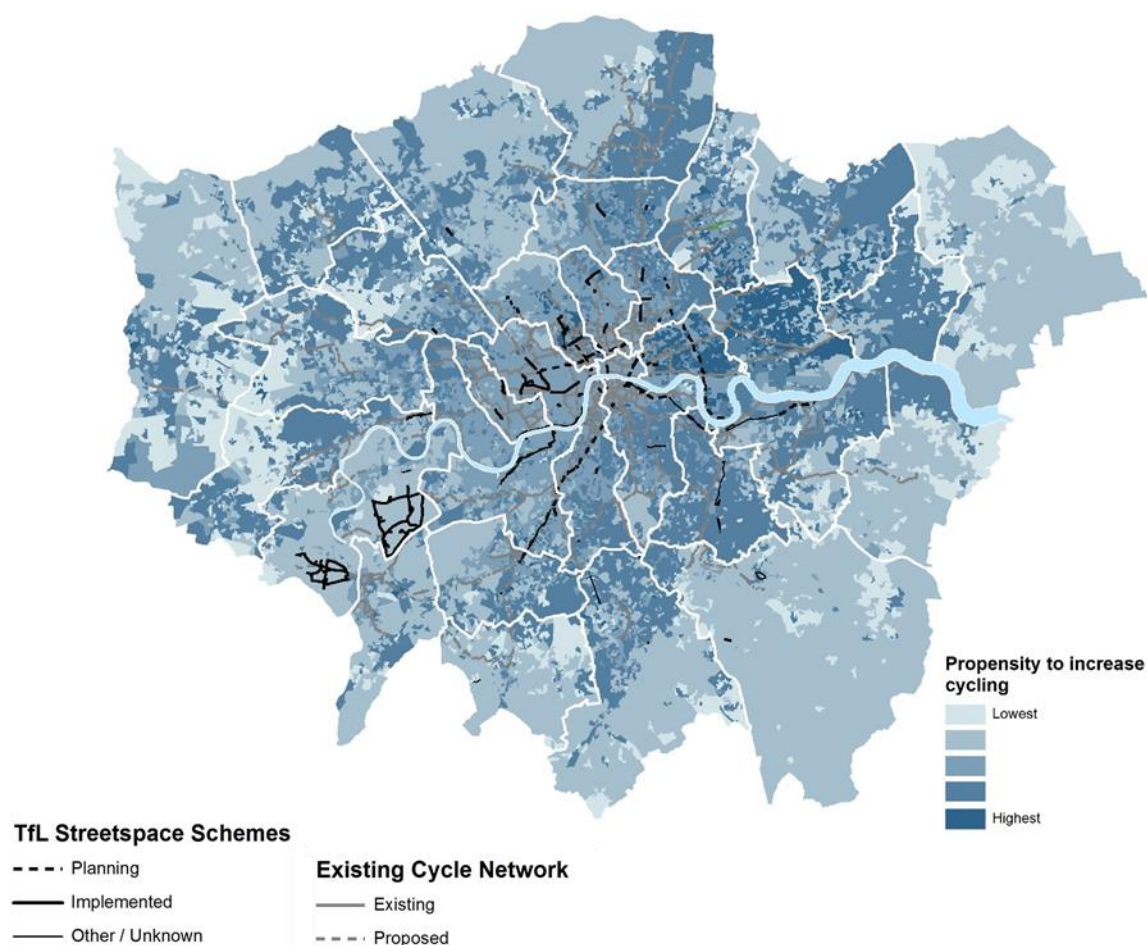 Propensity to increase
cycling
Lowest
Highest
TfL Streetspace Schemes
Planning
Implemented
Other / Unknown
Existing Cycle Network
Existing
Proposed